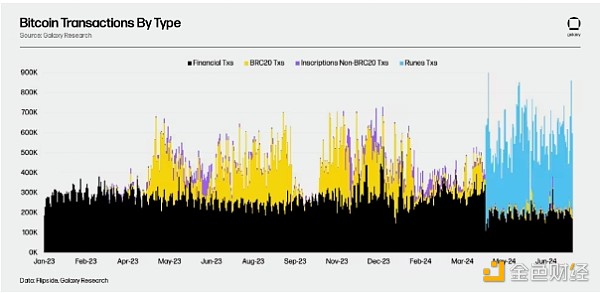 Bitcoin Transactions By Type
Source: Galaxy Research
galaxy
Financial Txs BRC20 Txs Inscriptions Non-BRC20 Txs Runes Txs
900K
800K
700K
600K
500K
400K
300K
200K
100K
0K
Jan-23 Feb-23 Apr-23 May-23 Jun-23 Aug-23 Sep-23 Nov-23 Dec-23 Feb-24 Mar-24 May-24 Jun-24
Data: Flipside, Galaxy Research
金色财经